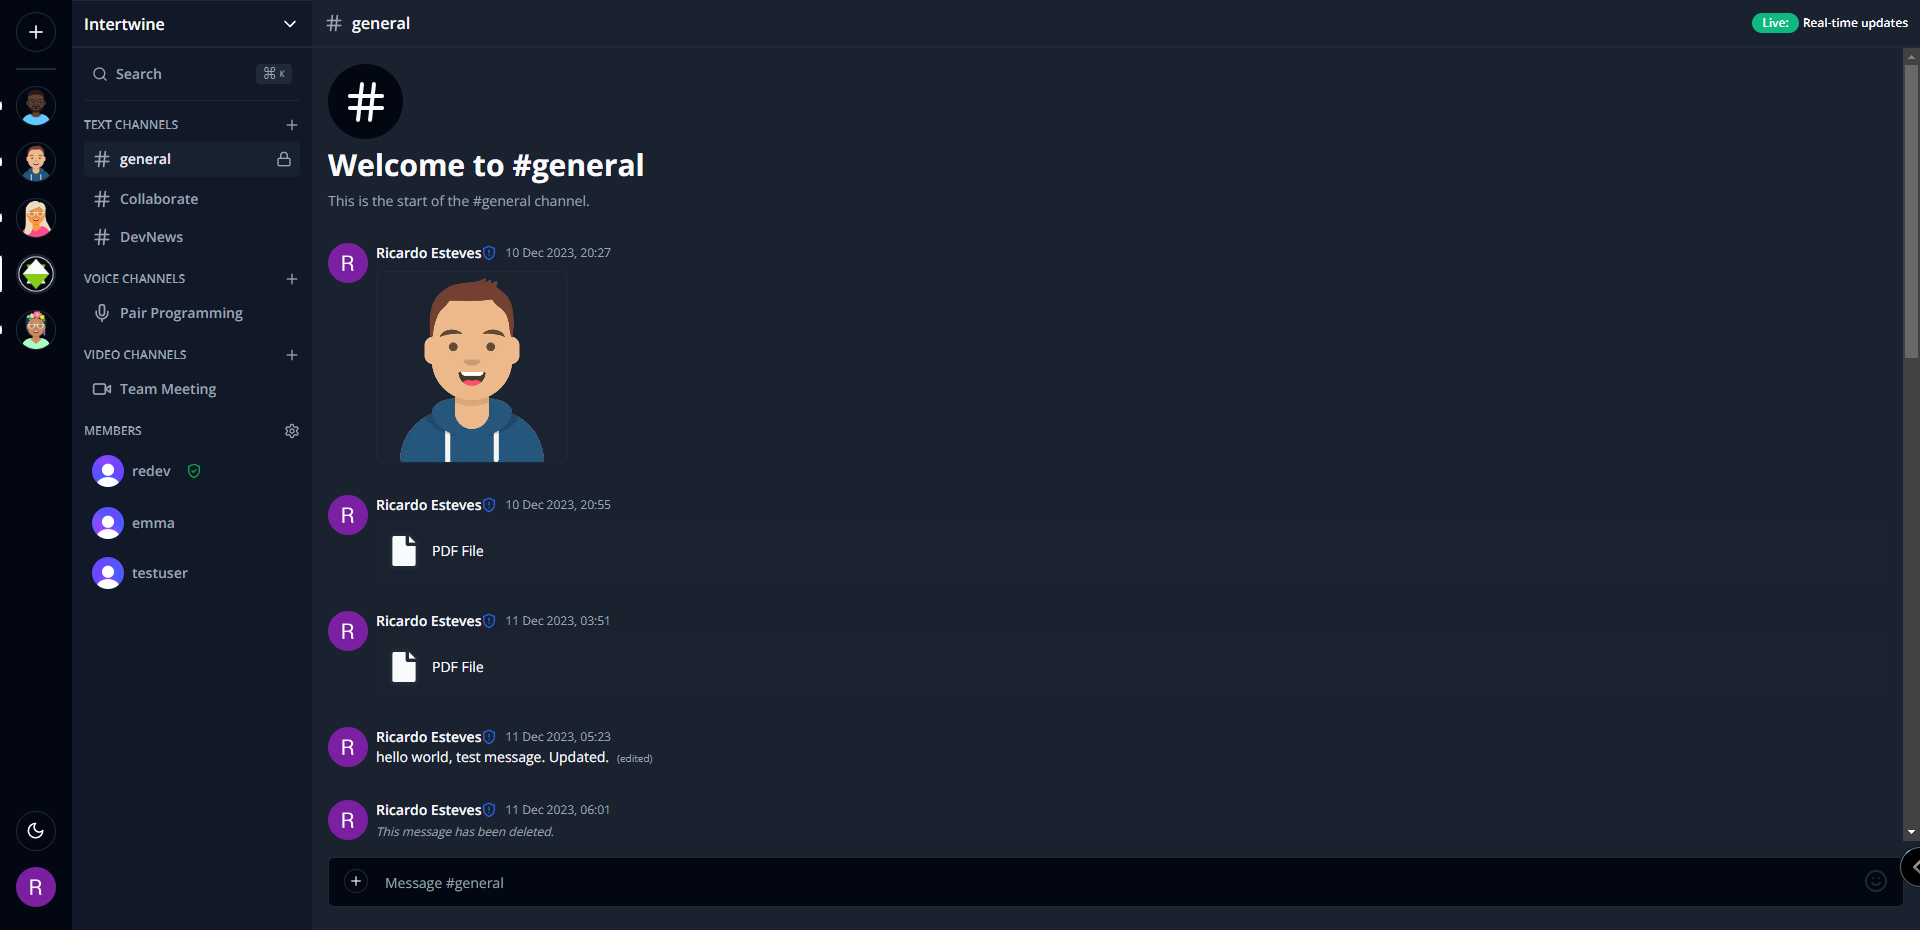 Intertwine
Search
⌘ K
TEXT CHANNELS
general
Collaborate
DevNews
VOICE CHANNELS
Pair Programming
VIDEO CHANNELS
Team Meeting
MEMBERS
redev
emma
testuser
R
# general
Live: Real-time updates
#
Welcome to #general
This is the start of the #general channel.
R
Ricardo Esteves 10 Dec 2023, 20:27
R
Ricardo Esteves 10 Dec 2023, 20:55
PDF File
R
Ricardo Esteves 11 Dec 2023, 03:51
PDF File
R
Ricardo Esteves 11 Dec 2023, 05:23
hello world, test message. Updated. (edited)
R
Ricardo Esteves 11 Dec 2023, 06:01
This message has been deleted.
Message #general